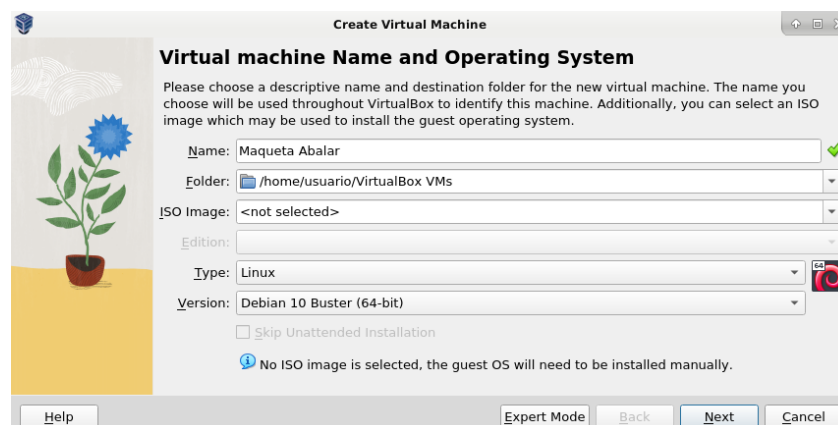 Create Virtual Machine
Virtual machine Name and Operating System
Please choose a descriptive name and destination folder for the new virtual machine. The name you
choose will be used throughout VirtualBox to identify this machine. Additionally, you can select an ISO
image which may be used to install the guest operating system.
Name: Maqueta Abalar
Folder: /home/usuario/VirtualBox VMs
ISO Image: <not selected>
Edition:
Type: Linux
64
Version: Debian 10 Buster (64-bit)
Skip Unattended Installation
No ISO image is selected, the guest OS will need to be installed manually.
Help Expert Mode Back Next Cancel